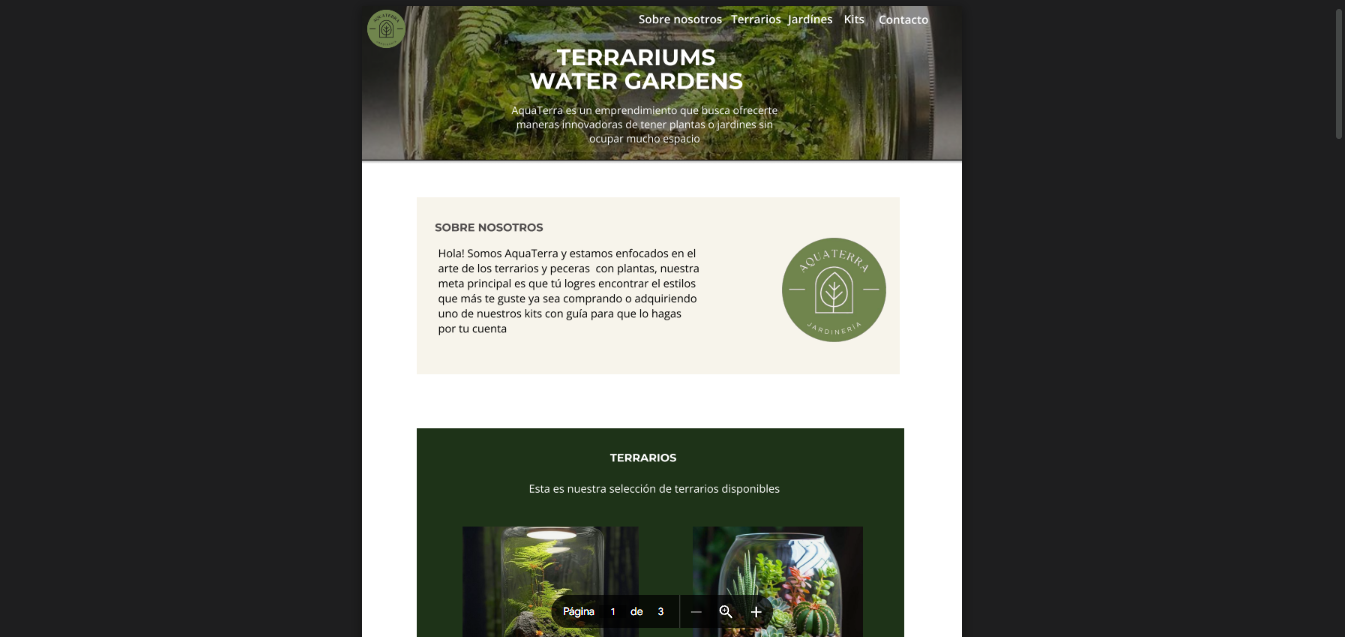 AQUATERRA
Sobre nosotros Terrarios Jardines Kits Contacto
TERRARIUMS
WATER GARDENS
AquaTerra es un emprendimiento que busca ofrecerte
maneras innovadoras de tener plantas o jardines sin
ocupar mucho espacio
SOBRE NOSOTROS
Hola! Somos AquaTerra y estamos enfocados en el
arte de los terrarios y peceras con plantas, nuestra
meta principal es que tú logres encontrar el estilos
que más te guste ya sea comprando o adquiriendo
uno de nuestros kits con guía para que lo hagas
por tu cuenta
AQUATERRA
JARDINERÍA
TERRARIOS
Esta es nuestra selección de terrarios disponibles
Página 1 de 3